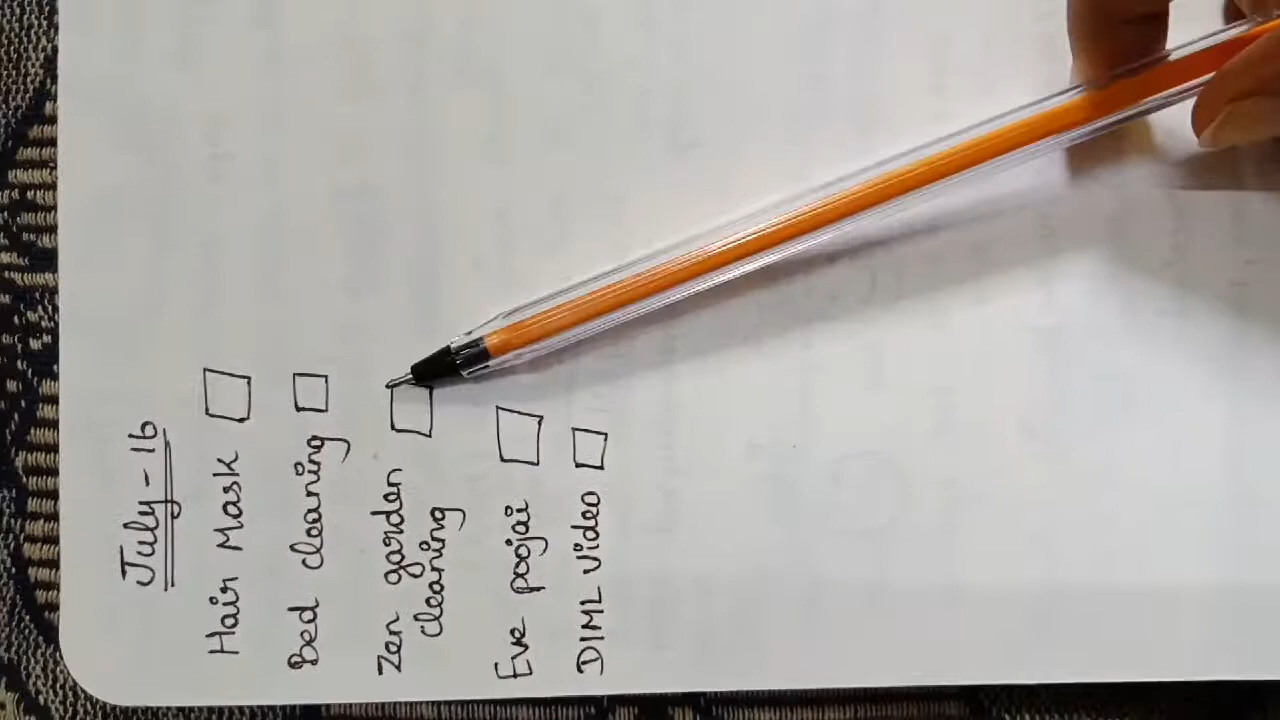 July - 16
Hair Mask
Bed cleaning
Zen garden
cleaning
Eve poojai
DIML video